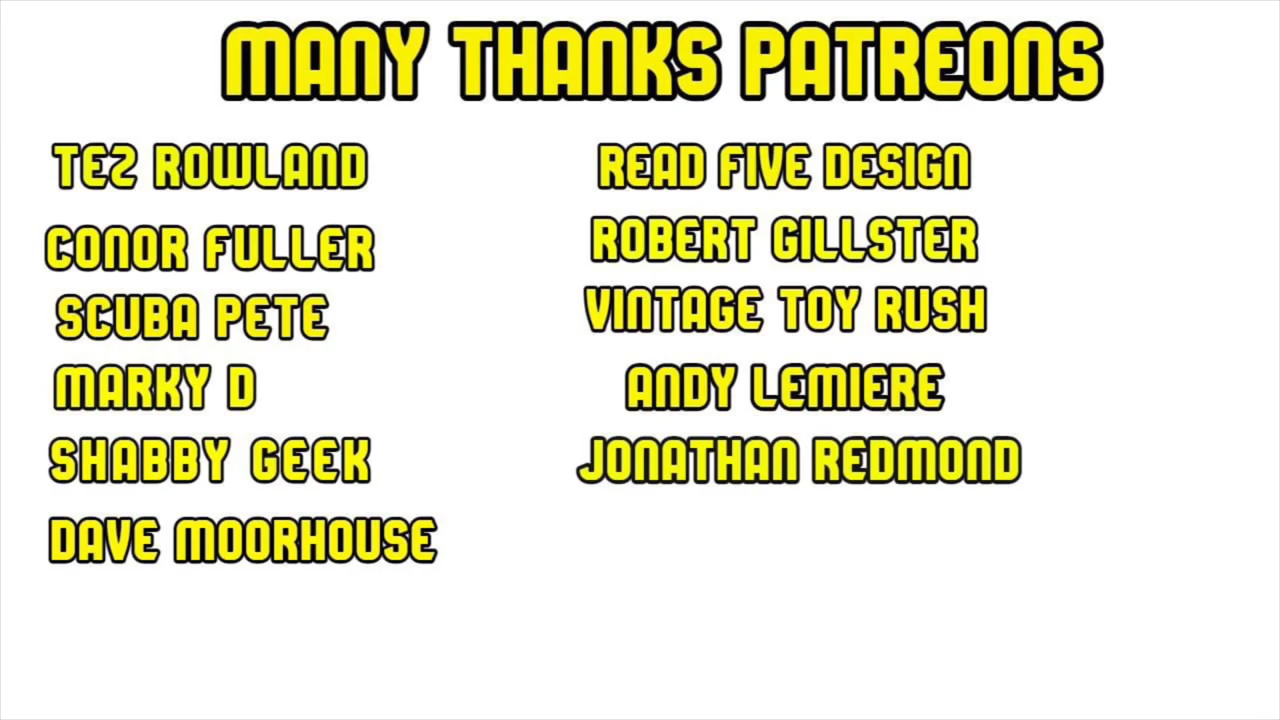 MANY THANKS PATREONS
TEZ ROWLAND
CONOR FULLER
SCUBA PETE
MARKY D
SHABBY GEEK
DAVE MOORHOUSE
READ FIVE DESIGN
ROBERT GILLSTER
VINTAGE TOY RUSH
ANDY LEMIERE
JONATHAN REDMOND